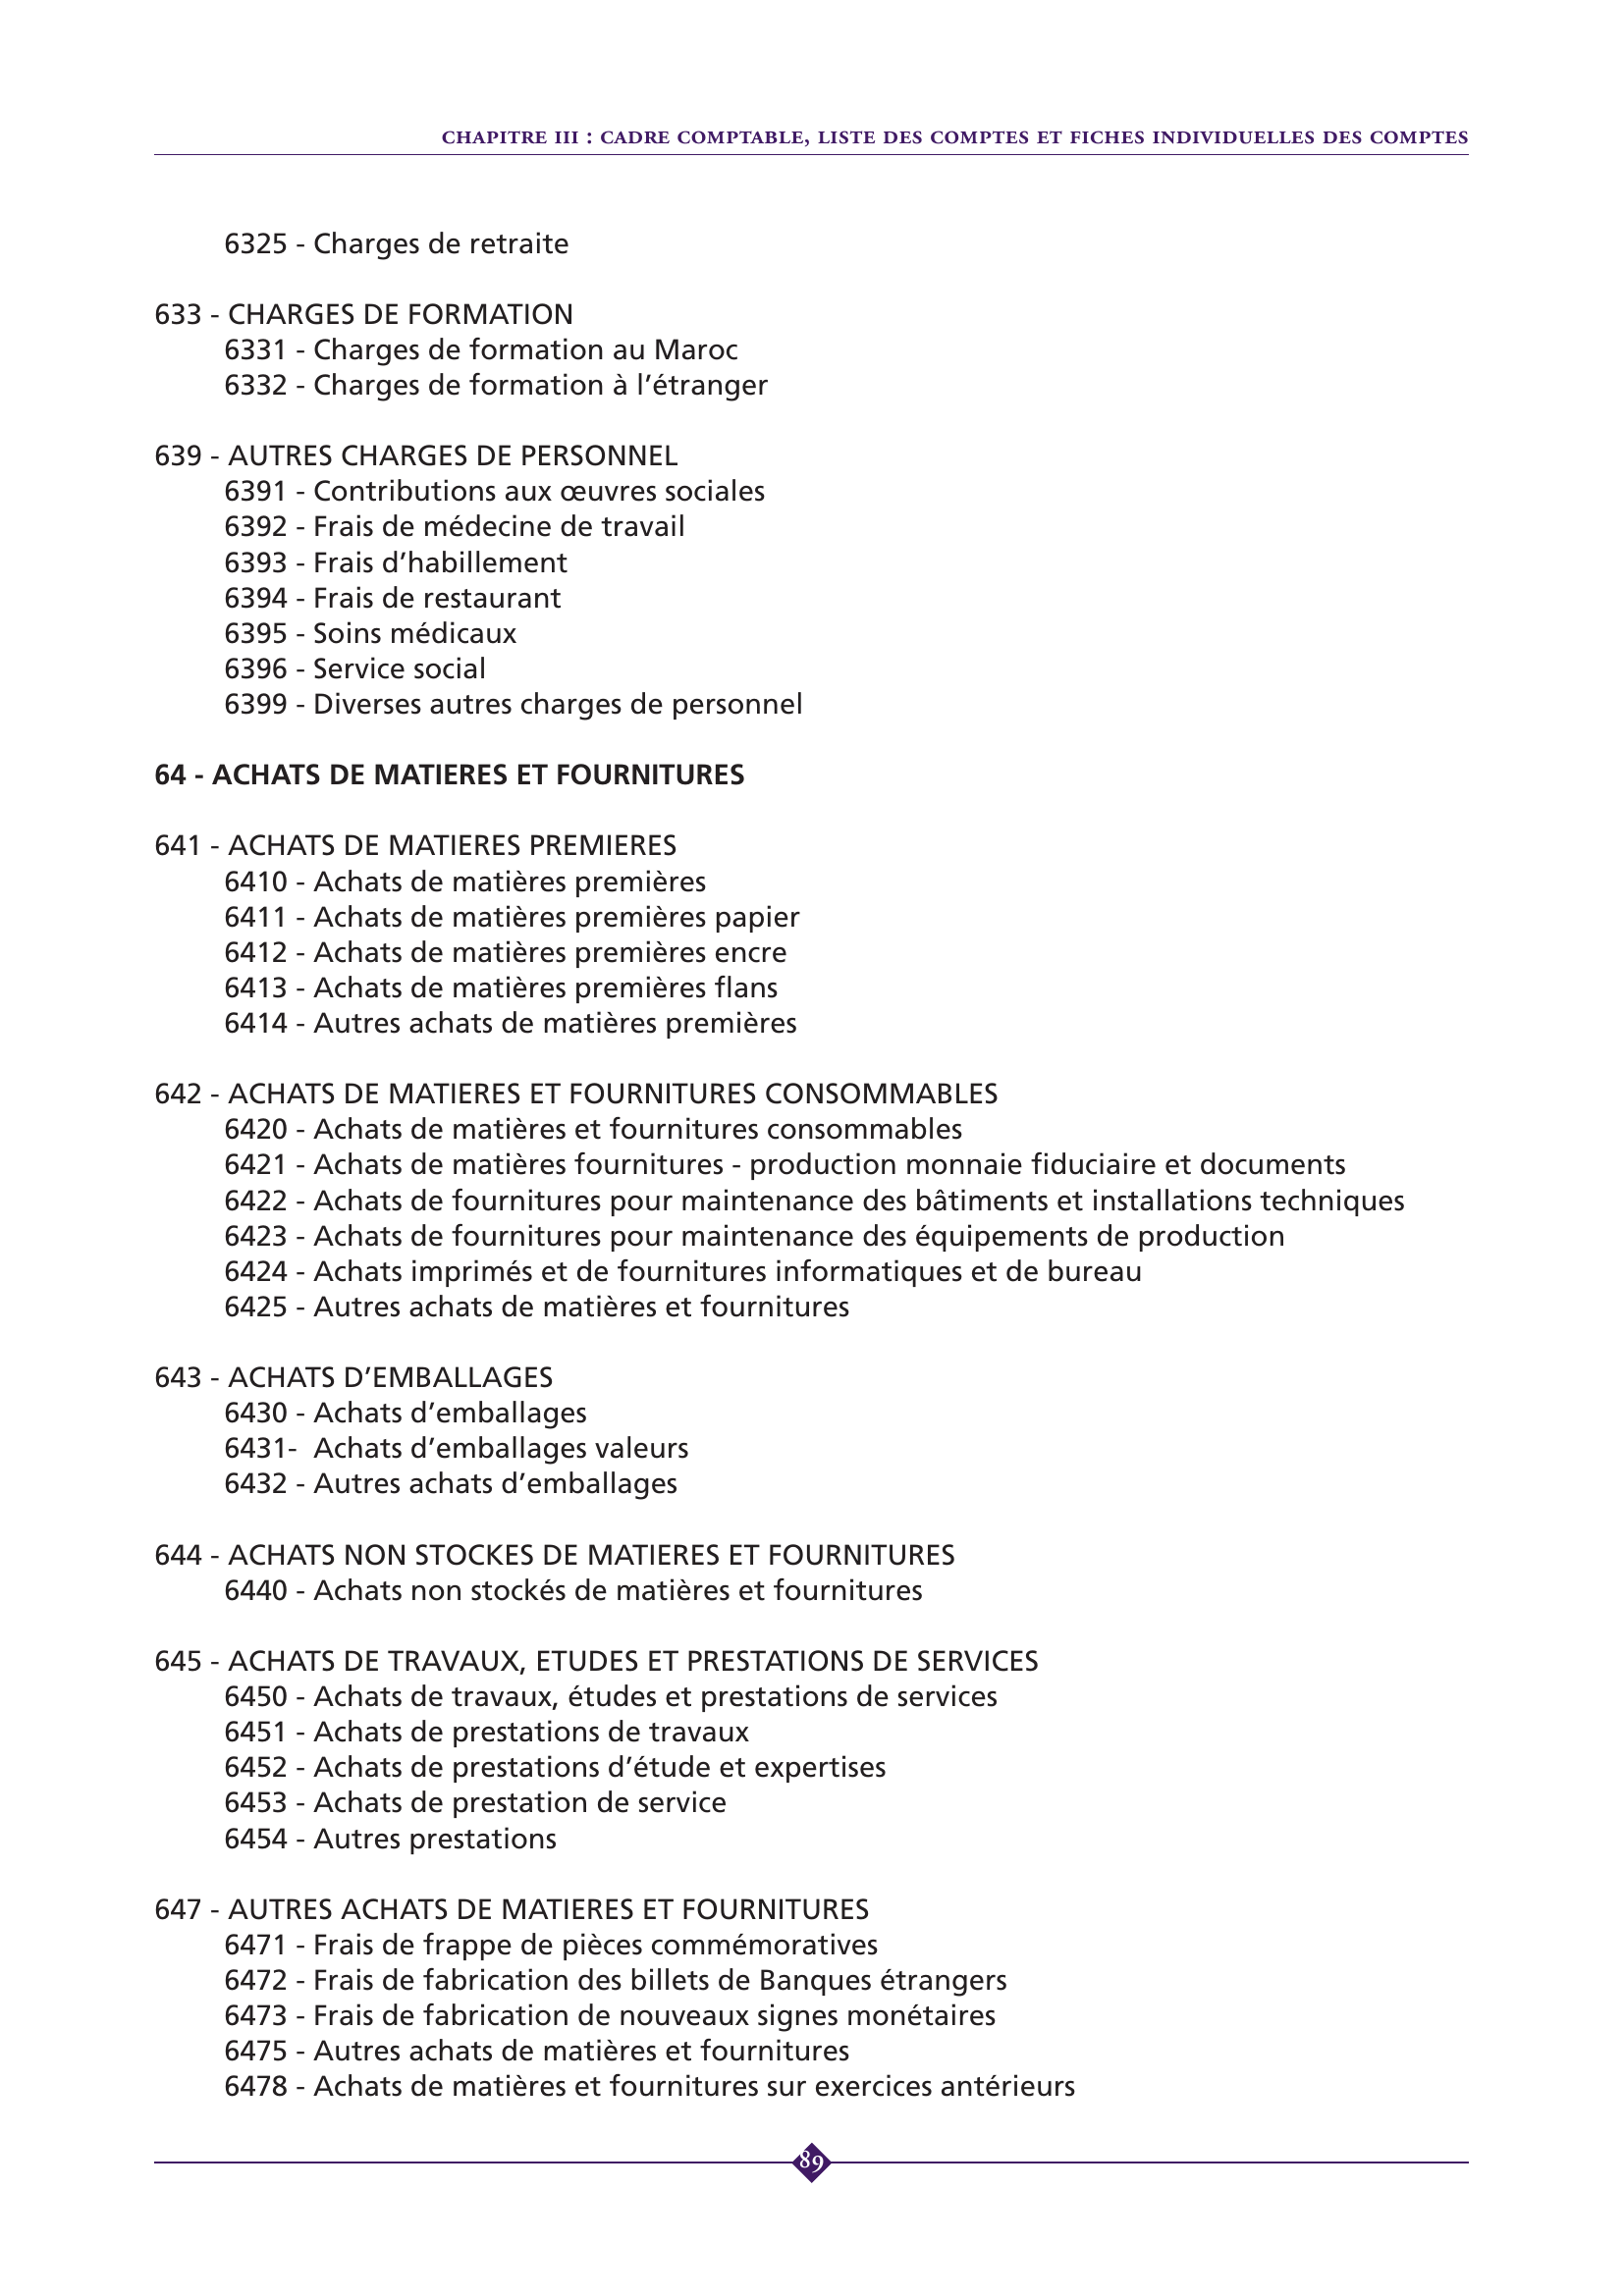 CHAPITRE III : CADRE COMPTABLE, LISTE DES COMPTES ET FICHES INDIVIDUELLES DES COMPTES
6325 - Charges de retraite
633 - CHARGES DE FORMATION
6331 - Charges de formation au Maroc
6332 - Charges de formation à l’étranger
639 - AUTRES CHARGES DE PERSONNEL
6391 - Contributions aux œuvres sociales
6392 - Frais de médecine de travail
6393 - Frais d’habillement
6394 - Frais de restaurant
6395 - Soins médicaux
6396 - Service social
6399 - Diverses autres charges de personnel
64 - ACHATS DE MATIERES ET FOURNITURES
641 - ACHATS DE MATIERES PREMIERES
6410 - Achats de matières premières
6411 - Achats de matières premières papier
6412 - Achats de matières premières encre
6413 - Achats de matières premières flans
6414 - Autres achats de matières premières
642 - ACHATS DE MATIERES ET FOURNITURES CONSOMMABLES
6420 - Achats de matières et fournitures consommables
6421 - Achats de matières fournitures - production monnaie fiduciaire et documents
6422 - Achats de fournitures pour maintenance des bâtiments et installations techniques
6423 - Achats de fournitures pour maintenance des équipements de production
6424 - Achats imprimés et de fournitures informatiques et de bureau
6425 - Autres achats de matières et fournitures
643 - ACHATS D’EMBALLAGES
6430 - Achats d’emballages
6431-  Achats d’emballages valeurs
6432 - Autres achats d’emballages
644 - ACHATS NON STOCKES DE MATIERES ET FOURNITURES
6440 - Achats non stockés de matières et fournitures
645 - ACHATS DE TRAVAUX, ETUDES ET PRESTATIONS DE SERVICES
6450 - Achats de travaux, études et prestations de services
6451 - Achats de prestations de travaux
6452 - Achats de prestations d’étude et expertises
6453 - Achats de prestation de service
6454 - Autres prestations
647 - AUTRES ACHATS DE MATIERES ET FOURNITURES
6471 - Frais de frappe de pièces commémoratives
6472 - Frais de fabrication des billets de Banques étrangers
6473 - Frais de fabrication de nouveaux signes monétaires
6475 - Autres achats de matières et fournitures
6478 - Achats de matières et fournitures sur exercices antérieurs
89